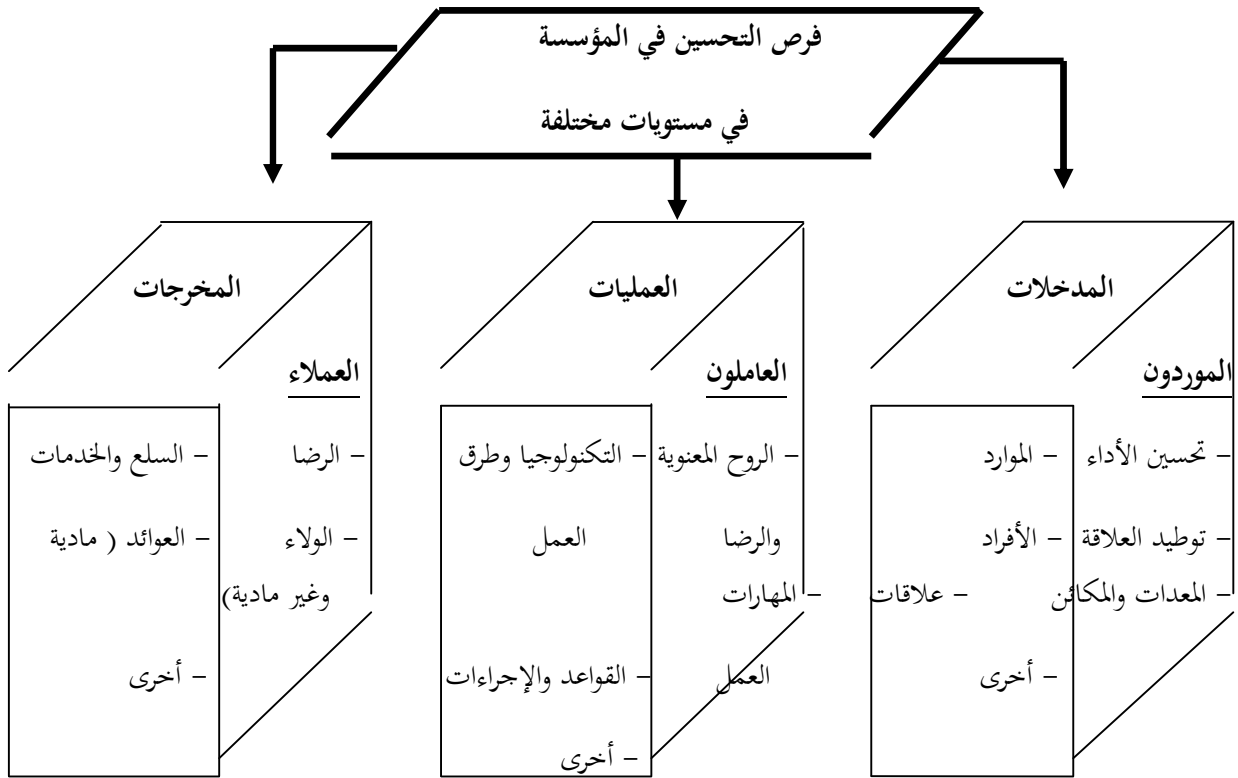 فرص التحسين في المؤسسة
في مستويات مختلفة
المدخلات
العمليات
المخرجات
الموردون
العاملون
العملاء
– تحسين الأداء
– الموارد
– الروح المعنوية
– التكنولوجيا وطرق
– الرضا
– السلع والخدمات
– توطيد العلاقة
– الأفراد
والرضا
العمل
– الولاء
– العوائد ( مادية
– المعدات والمكائن
– علاقات
– المهارات
وغير مادية)
– أخرى
العمل
– القواعد والإجراءات
– أخرى
– أخرى